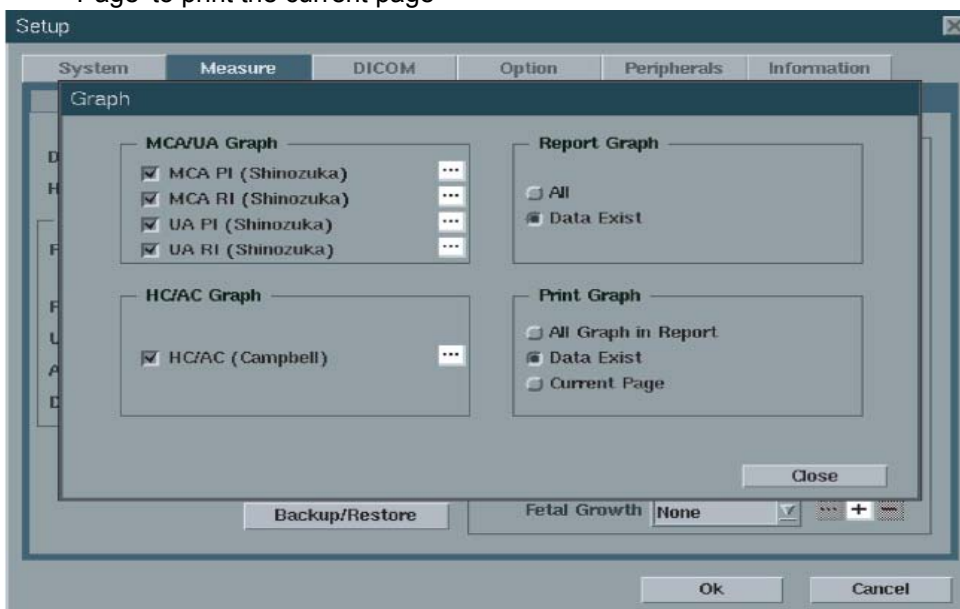 Page' to print the current page
Setup
System Measure DICOM Option Peripherals Information
Graph
MCA/UA Graph
MCA PI (Shinozuka) ...
MCA RI (Shinozuka) ...
UA PI (Shinozuka) ...
UA RI (Shinozuka) ...
Report Graph
All
Data Exist
HC/AC Graph
HC/AC (Campbell) ...
Print Graph
All Graph in Report
Data Exist
Current Page
Close
Backup/Restore
Fetal Growth None ... + -
Ok Cancel